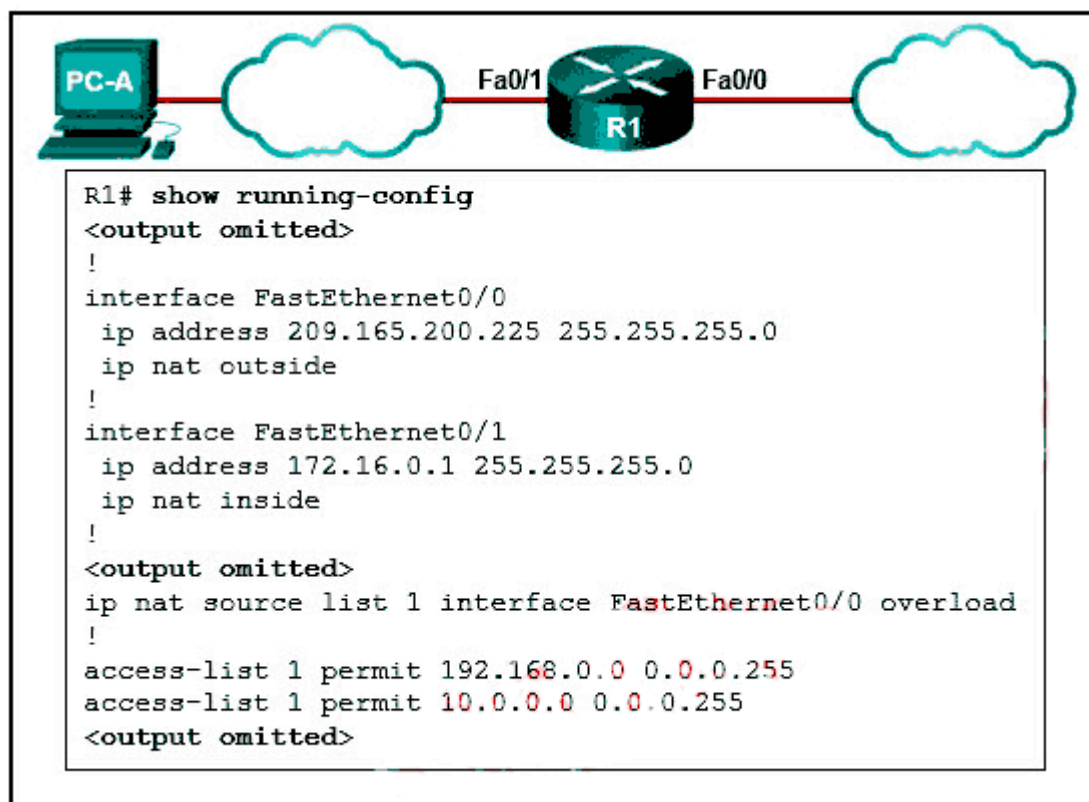 PC-A
Fa0/1
R1
Fa0/0
R1# show running-config
<output omitted>
!
interface FastEthernet0/0
ip address 209.165.200.225 255.255.255.0
ip nat outside
!
interface FastEthernet0/1
ip address 172.16.0.1 255.255.255.0
ip nat inside
!
<output omitted>
ip nat source list 1 interface FastEthernet0/0 overload
!
access-list 1 permit 192.168.0.0 0.0.0.255
access-list 1 permit 10.0.0.0 0.0.0.255
<output omitted>